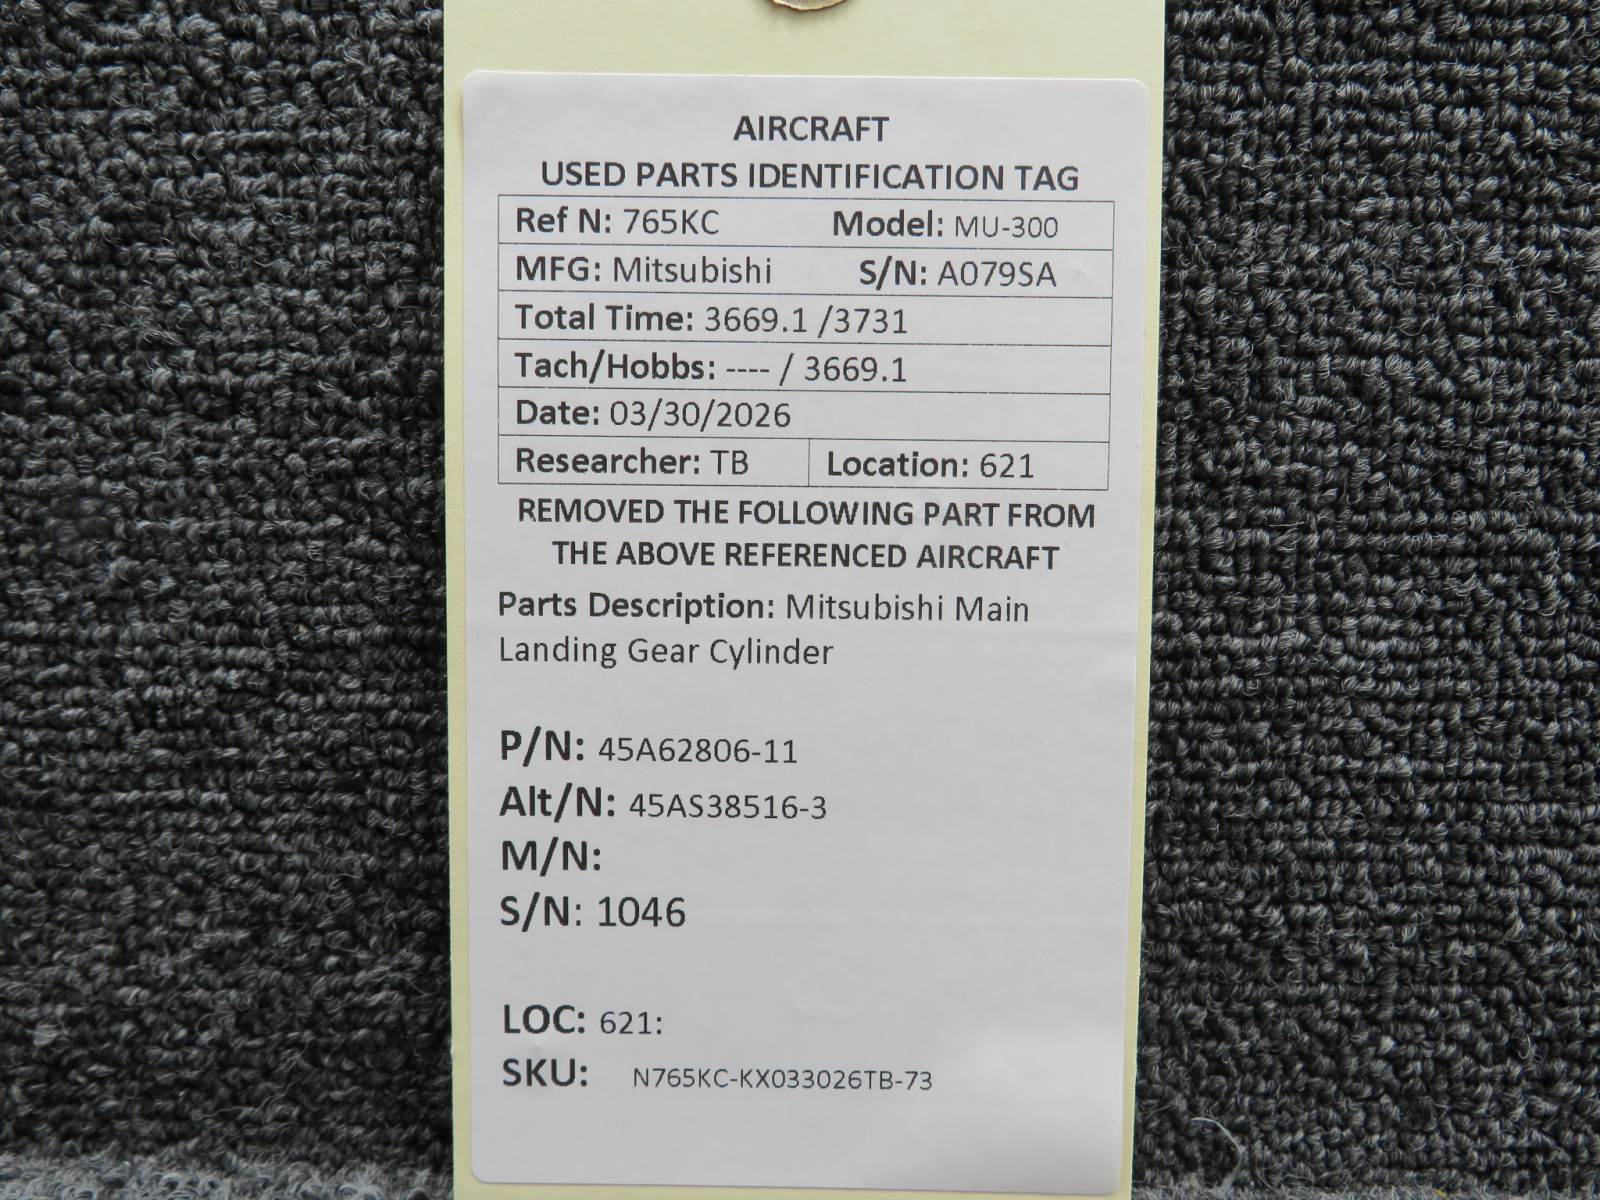 AIRCRAFT
USED PARTS IDENTIFICATION TAG
Ref N: 765KC Model: MU-300
MFG: Mitsubishi S/N: A079SA
Total Time: 3669.1 /3731
Tach/Hobbs: ---- / 3669.1
Date: 03/30/2026
Researcher: TB Location: 621
REMOVED THE FOLLOWING PART FROM
THE ABOVE REFERENCED AIRCRAFT
Parts Description: Mitsubishi Main
Landing Gear Cylinder
P/N: 45A62806-11
Alt/N: 45AS38516-3
M/N:
S/N: 1046
LOC: 621:
SKU: N765KC-KX033026TB-73